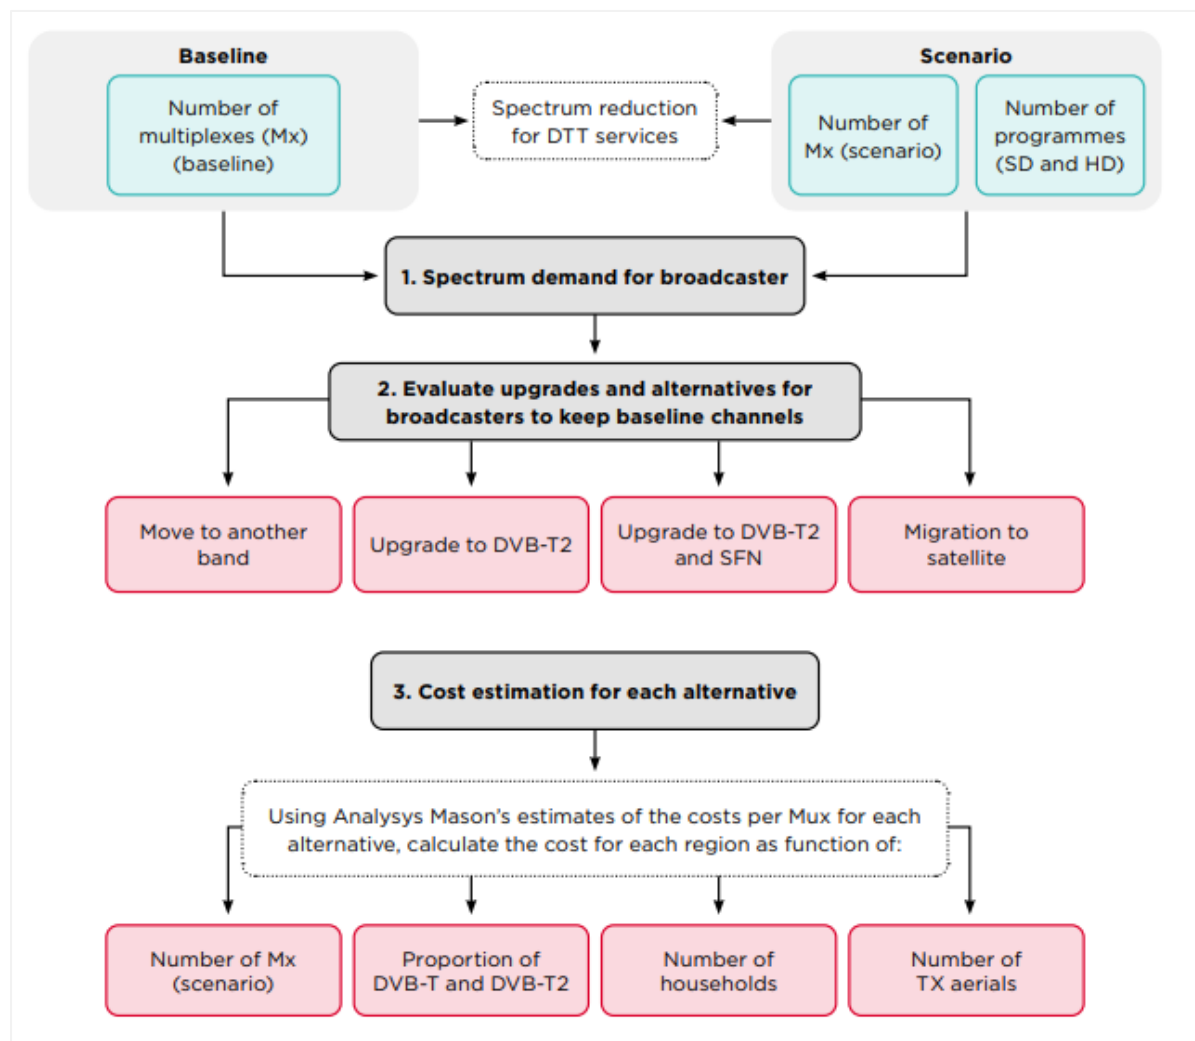 Baseline
Number of
multiplexes (Mx)
(baseline)
Spectrum reduction
for DTT services
Scenario
Number of
Mx (scenario)
Number of
programmes
(SD and HD)
1. Spectrum demand for broadcaster
2. Evaluate upgrades and alternatives for
broadcasters to keep baseline channels
Move to another
band
Upgrade to DVB-T2
Upgrade to DVB-T2
and SFN
Migration to
satellite
3. Cost estimation for each alternative
Using Analysys Mason’s estimates of the costs per Mux for each
alternative, calculate the cost for each region as function of:
Number of Mx
(scenario)
Proportion of
DVB-T and DVB-T2
Number of
households
Number of
TX aerials